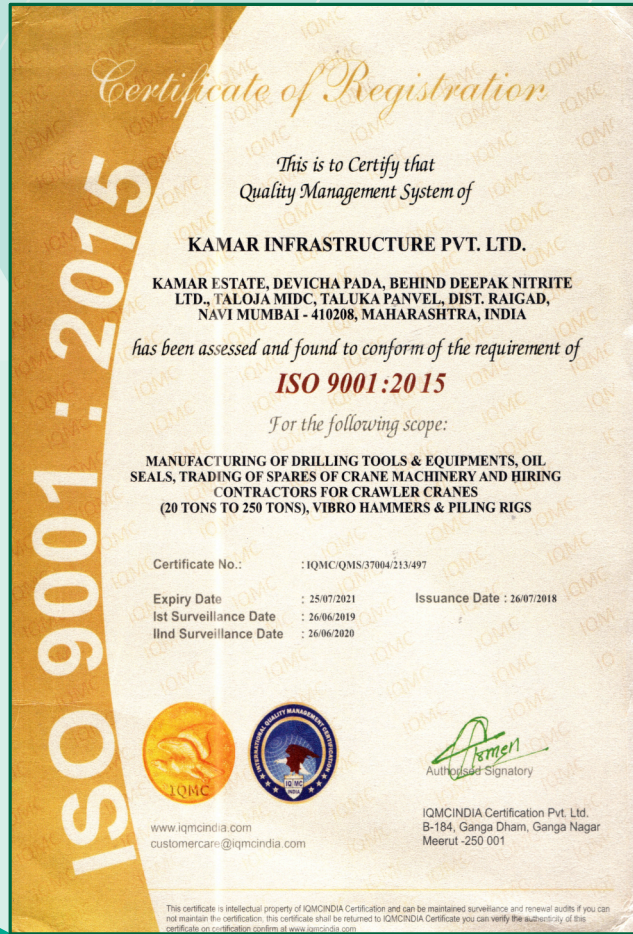 Certificate of Registration
This is to Certify that
Quality Management System of
KAMAR INFRASTRUCTURE PVT. LTD.
KAMAR ESTATE, DEVICHA PADA, BEHIND DEEPAK NITRITE
LTD., TALOJA MIDC, TALUKA PANVEL, DIST. RAIGAD,
NAVI MUMBAI - 410208, MAHARASHTRA, INDIA
has been assessed and found to conform of the requirement of
ISO 9001:2015
For the following scope:
MANUFACTURING OF DRILLING TOOLS & EQUIPMENTS, OIL
SEALS, TRADING OF SPARES OF CRANE MACHINERY AND HIRING
CONTRACTORS FOR CRAWLER CRANES
(20 TONS TO 250 TONS), VIBRO HAMMERS & PILING RIGS
ISO 9001 : 2015
Certificate No.: : IQMC/QMS/37004/213/497
Expiry Date : 25/07/2021 Issuance Date : 26/07/2018
Ist Surveillance Date : 26/06/2019
IInd Surveillance Date : 26/06/2020
IQMC
INTERNATIONAL QUALITY MANAGEMENT CERTIFICATION
IQMC
INDIA
Authorised Signatory
www.iqmcindia.com
customercare@iqmcindia.com
IQMCINDIA Certification Pvt. Ltd.
B-184, Ganga Dham, Ganga Nagar
Meerut -250 001
This certificate is intellectual property of IQMCINDIA Certification and can be maintained surveillance and renewal audits if you can
not maintain the certification, this certificate shall be returned to IQMCINDIA Certificate you can verify the authenticity of this
certificate on certification confirm at www.iqmcindia.com